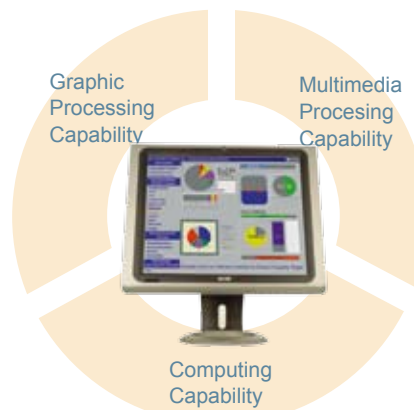 Graphic
Processing
Capability
Multimedia
Procesing
Capability
Computing
Capability